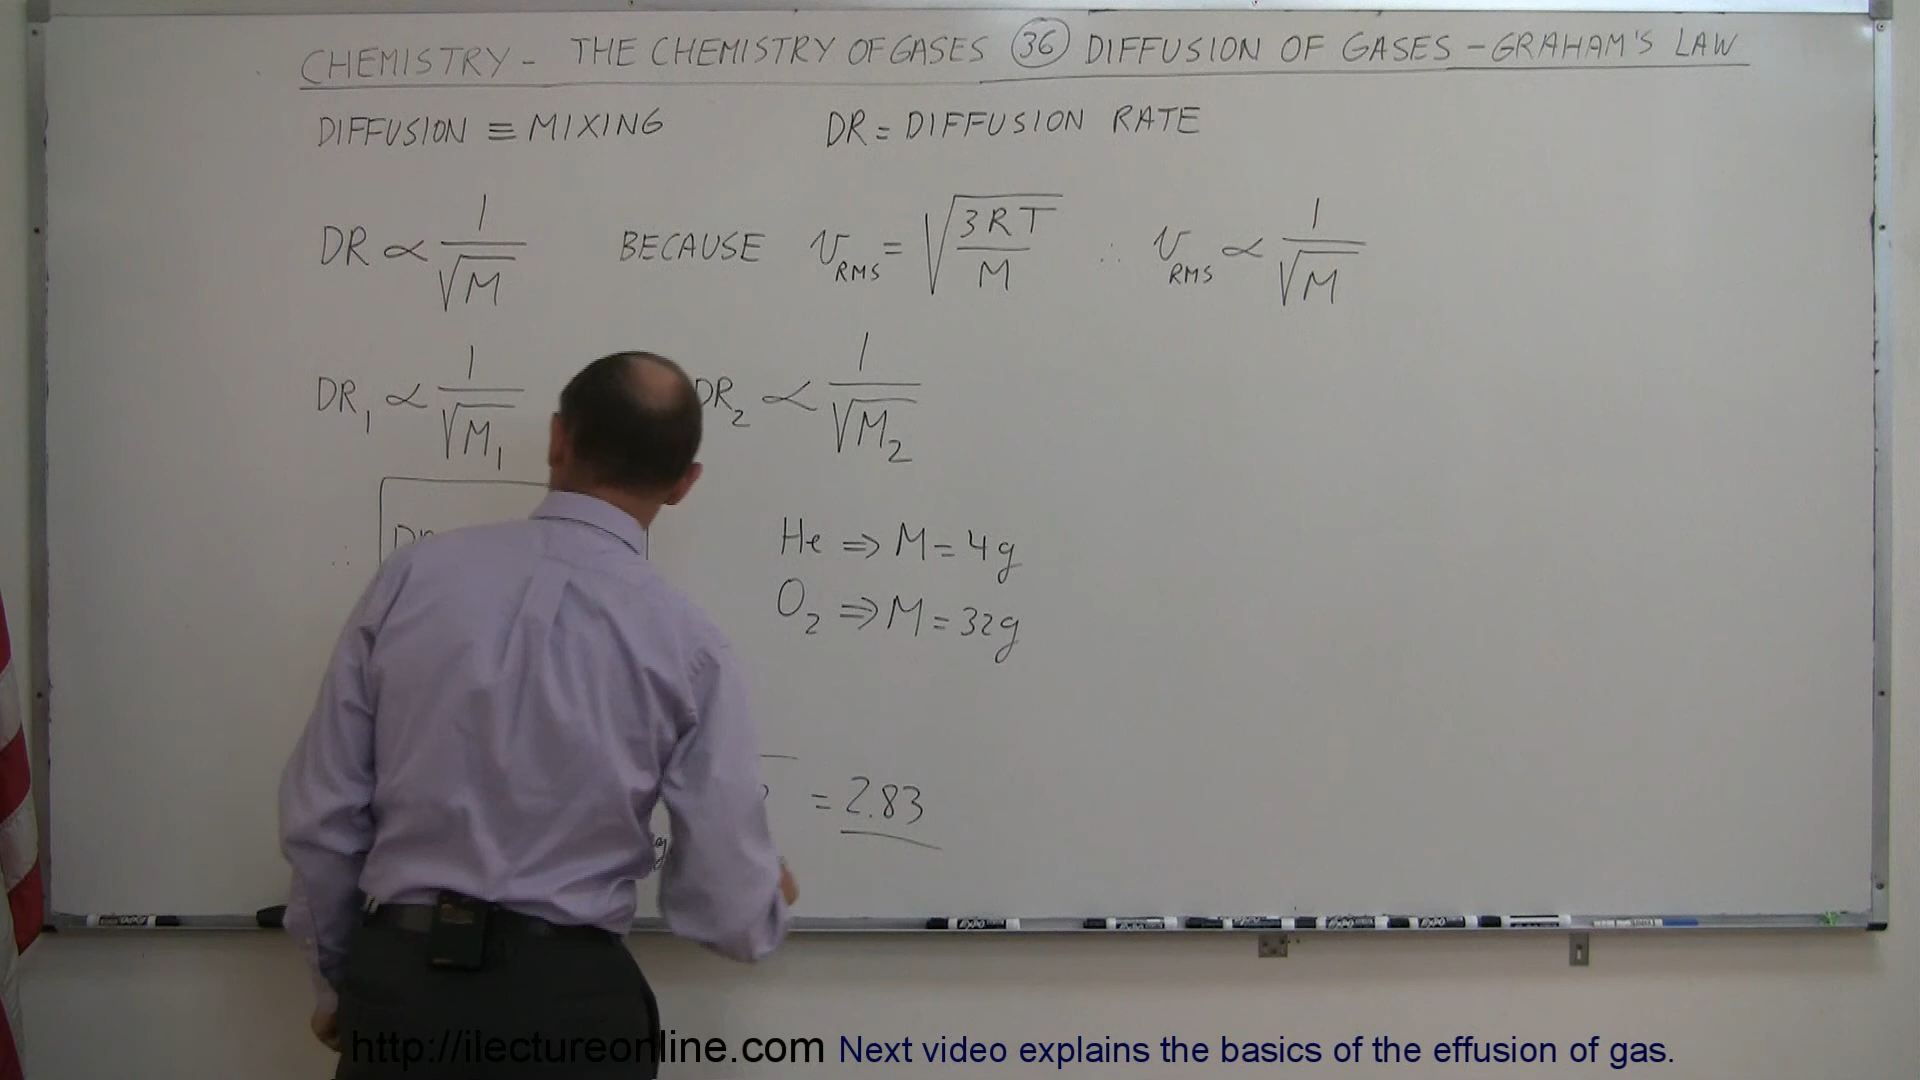 CHEMISTRY - THE CHEMISTRY OF GASES 36 DIFFUSION OF GASES - GRAHAM'S LAW
DIFFUSION ≡ MIXING DR = DIFFUSION RATE
DR ∝ 1/√M BECAUSE v_RMS = √(3RT/M) ∴ v_RMS ∝ 1/√M
DR₁ ∝ 1/√M₁ DR₂ ∝ 1/√M₂
∴
He ⇒ M = 4g
O₂ ⇒ M = 32g
= 2.83
http://ilectureonline.com Next video explains the basics of the effusion of gas.